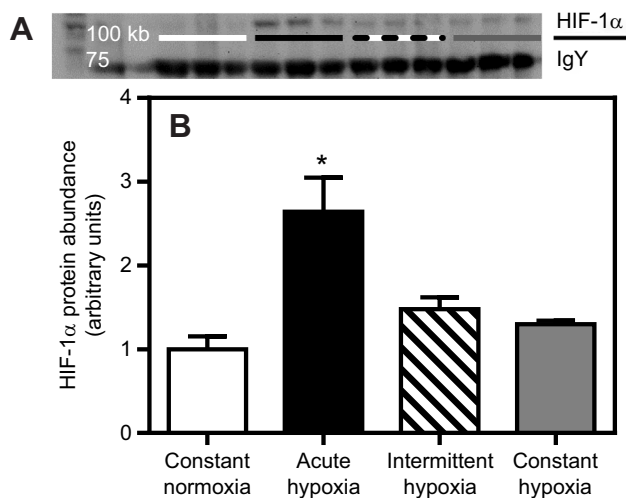 A
100 kb
75
HIF-1α
IgY
B
HIF-1α protein abundance
(arbitrary units)
4
3
2
1
0
*
Constant
normoxia
Acute
hypoxia
Intermittent
hypoxia
Constant
hypoxia